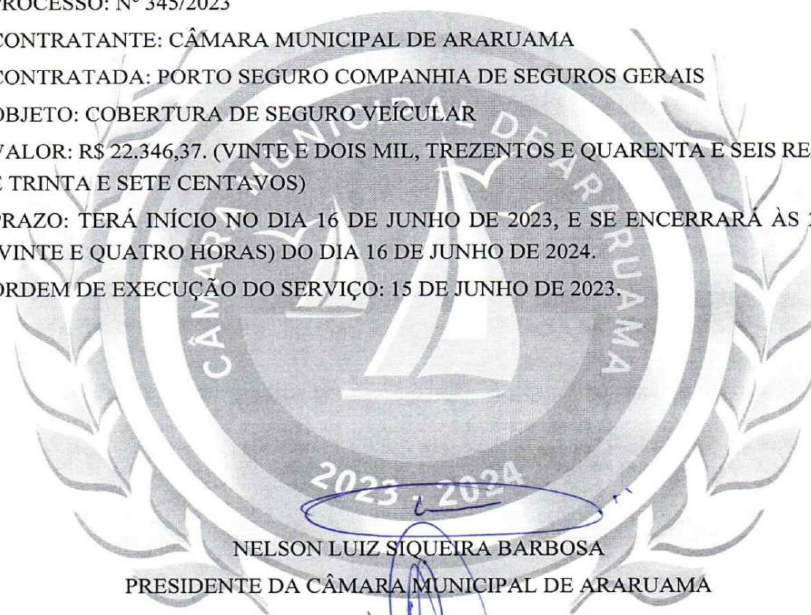 PROCESSO: Nº 345/2023
CONTRATANTE: CÂMARA MUNICIPAL DE ARARUAMA
CONTRATADA: PORTO SEGURO COMPANHIA DE SEGUROS GERAIS
OBJETO: COBERTURA DE SEGURO VEÍCULAR
VALOR: R$ 22.346,37. (VINTE E DOIS MIL, TREZENTOS E QUARENTA E SEIS
E TRINTA E SETE CENTAVOS)
PRAZO: TERÁ INÍCIO NO DIA 16 DE JUNHO DE 2023, E SE ENCERRARÁ ÀS
(VINTE E QUATRO HORAS) DO DIA 16 DE JUNHO DE 2024.
ORDEM DE EXECUÇÃO DO SERVIÇO: 15 DE JUNHO DE 2023.
CÂMARA MUNICIPAL DE ARARUAMA
2023 - 2024
NELSON LUIZ SIQUEIRA BARBOSA
PRESIDENTE DA CÂMARA MUNICIPAL DE ARARUAMA